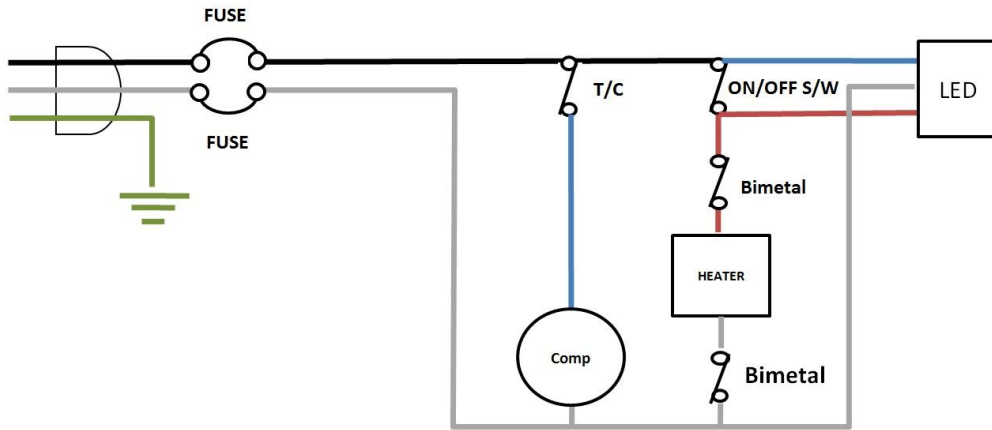 FUSE
FUSE
T/C
ON/OFF S/W
LED
Bimetal
HEATER
Comp
Bimetal